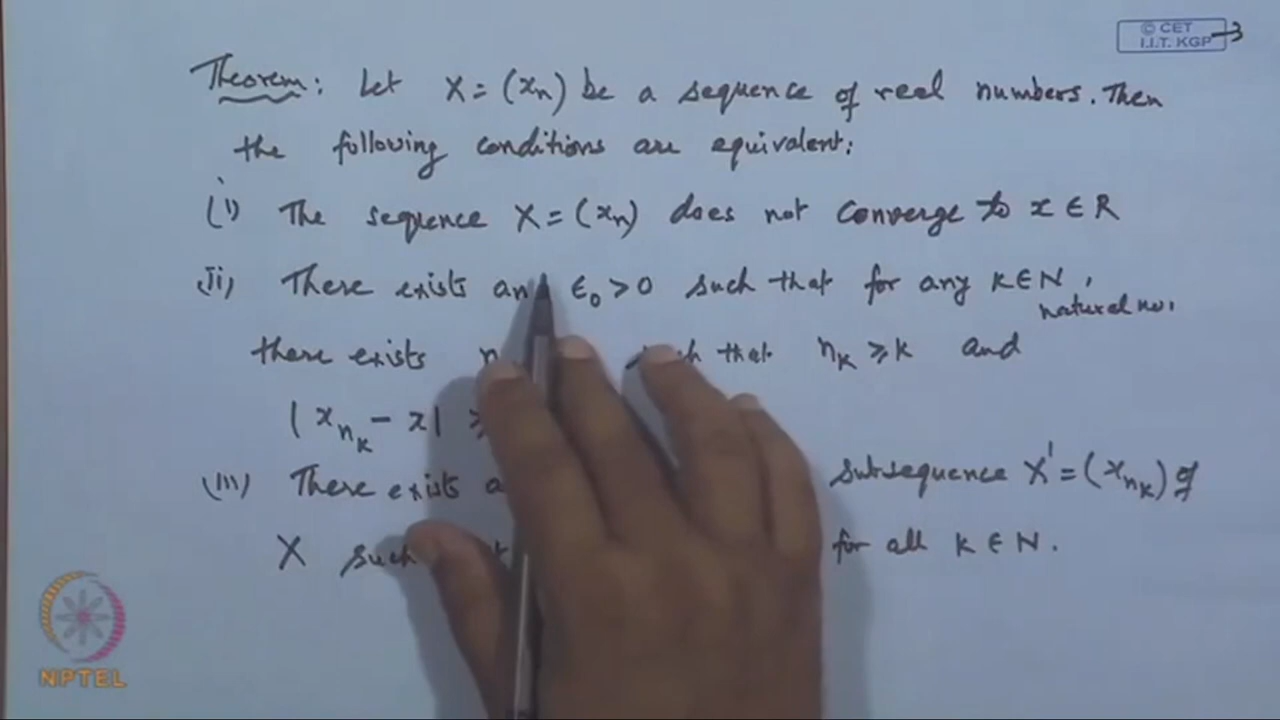 © CET
I.I.T. KGP
3
Theorem: Let X = (xₙ) be a sequence of real numbers. Then
the following conditions are equivalent:
(i) The sequence X = (xₙ) does not converge to x ∈ R
(ii) There exists an ε₀ > 0 such that for any k ∈ N,
natural no.
there exists that nₖ ≥ k and
|xₙₖ - x| ≥
(iii) There exists subsequence X' = (xₙₖ) of
X such for all k ∈ N.
NPTEL